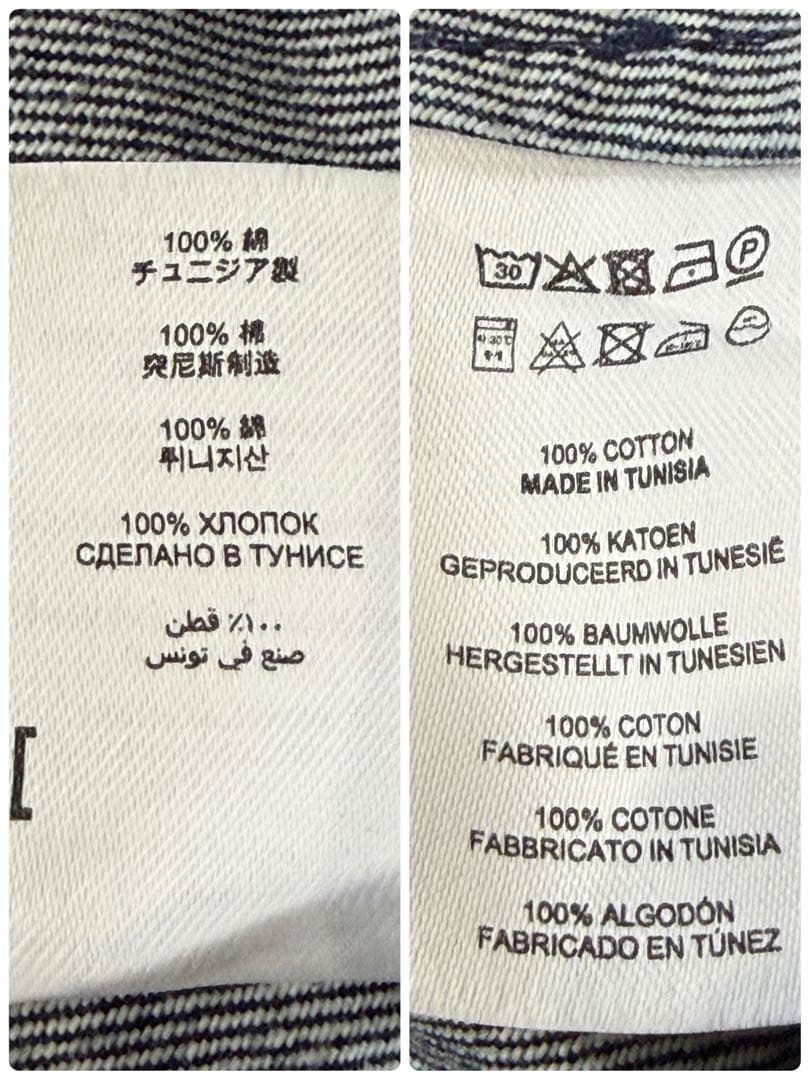 100% 綿
チュニジア製
100% 棉
突尼斯制造
100% 綿
튀니지산
100% ХЛОПОК
СДЕЛАНО В ТУНИСЕ
١٠٠٪ قطن
صنع في تونس
[
30 P
100% COTTON
MADE IN TUNISIA
100% KATOEN
GEPRODUCEERD IN TUNESIË
100% BAUMWOLLE
HERGESTELLT IN TUNESIEN
100% COTON
FABRIQUÉ EN TUNISIE
100% COTONE
FABBRICATO IN TUNISIA
100% ALGODÓN
FABRICADO EN TÚNEZ